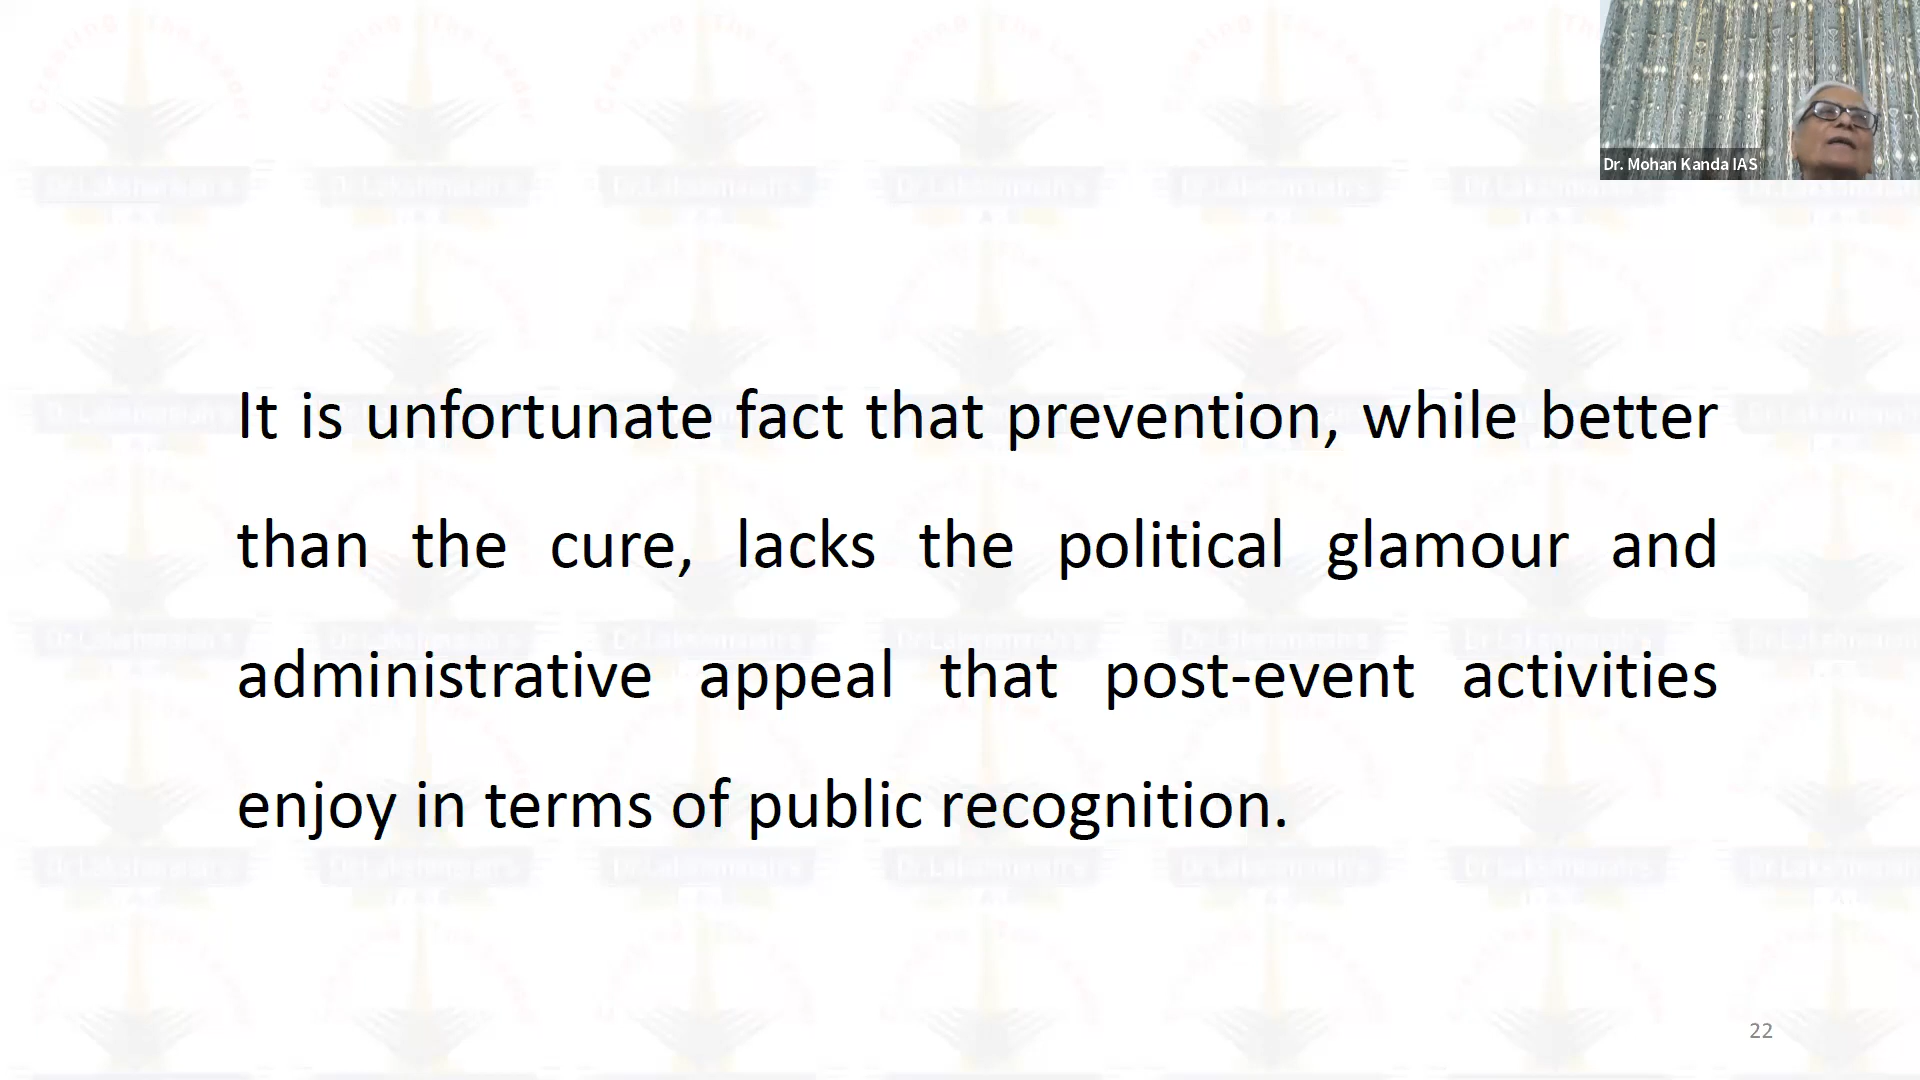 Dr. Mohan Kanda IAS
It is unfortunate fact that prevention, while better
than the cure, lacks the political glamour and
administrative appeal that post-event activities
enjoy in terms of public recognition.
22